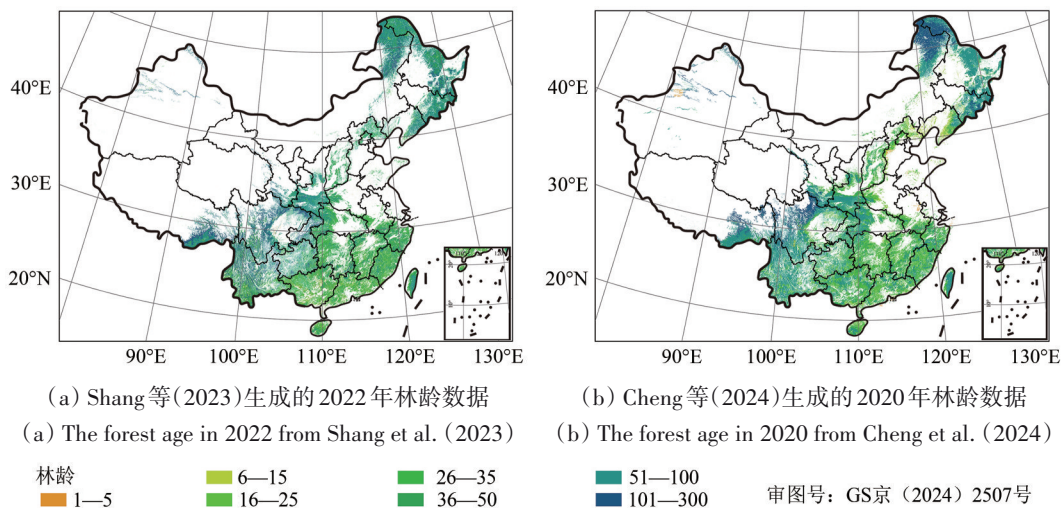 40°E
30°E
20°N
90°E
100°E
110°E
120°E
130°E
(a) Shang等(2023)生成的2022年林龄数据
(a) The forest age in 2022 from Shang et al. (2023)
40°E
30°E
20°N
90°E
100°E
110°E
120°E
130°E
(b) Cheng等(2024)生成的2020年林龄数据
(b) The forest age in 2020 from Cheng et al. (2024)
林龄
1—5
6—15
16—25
26—35
36—50
51—100
101—300
审图号：GS京（2024）2507号